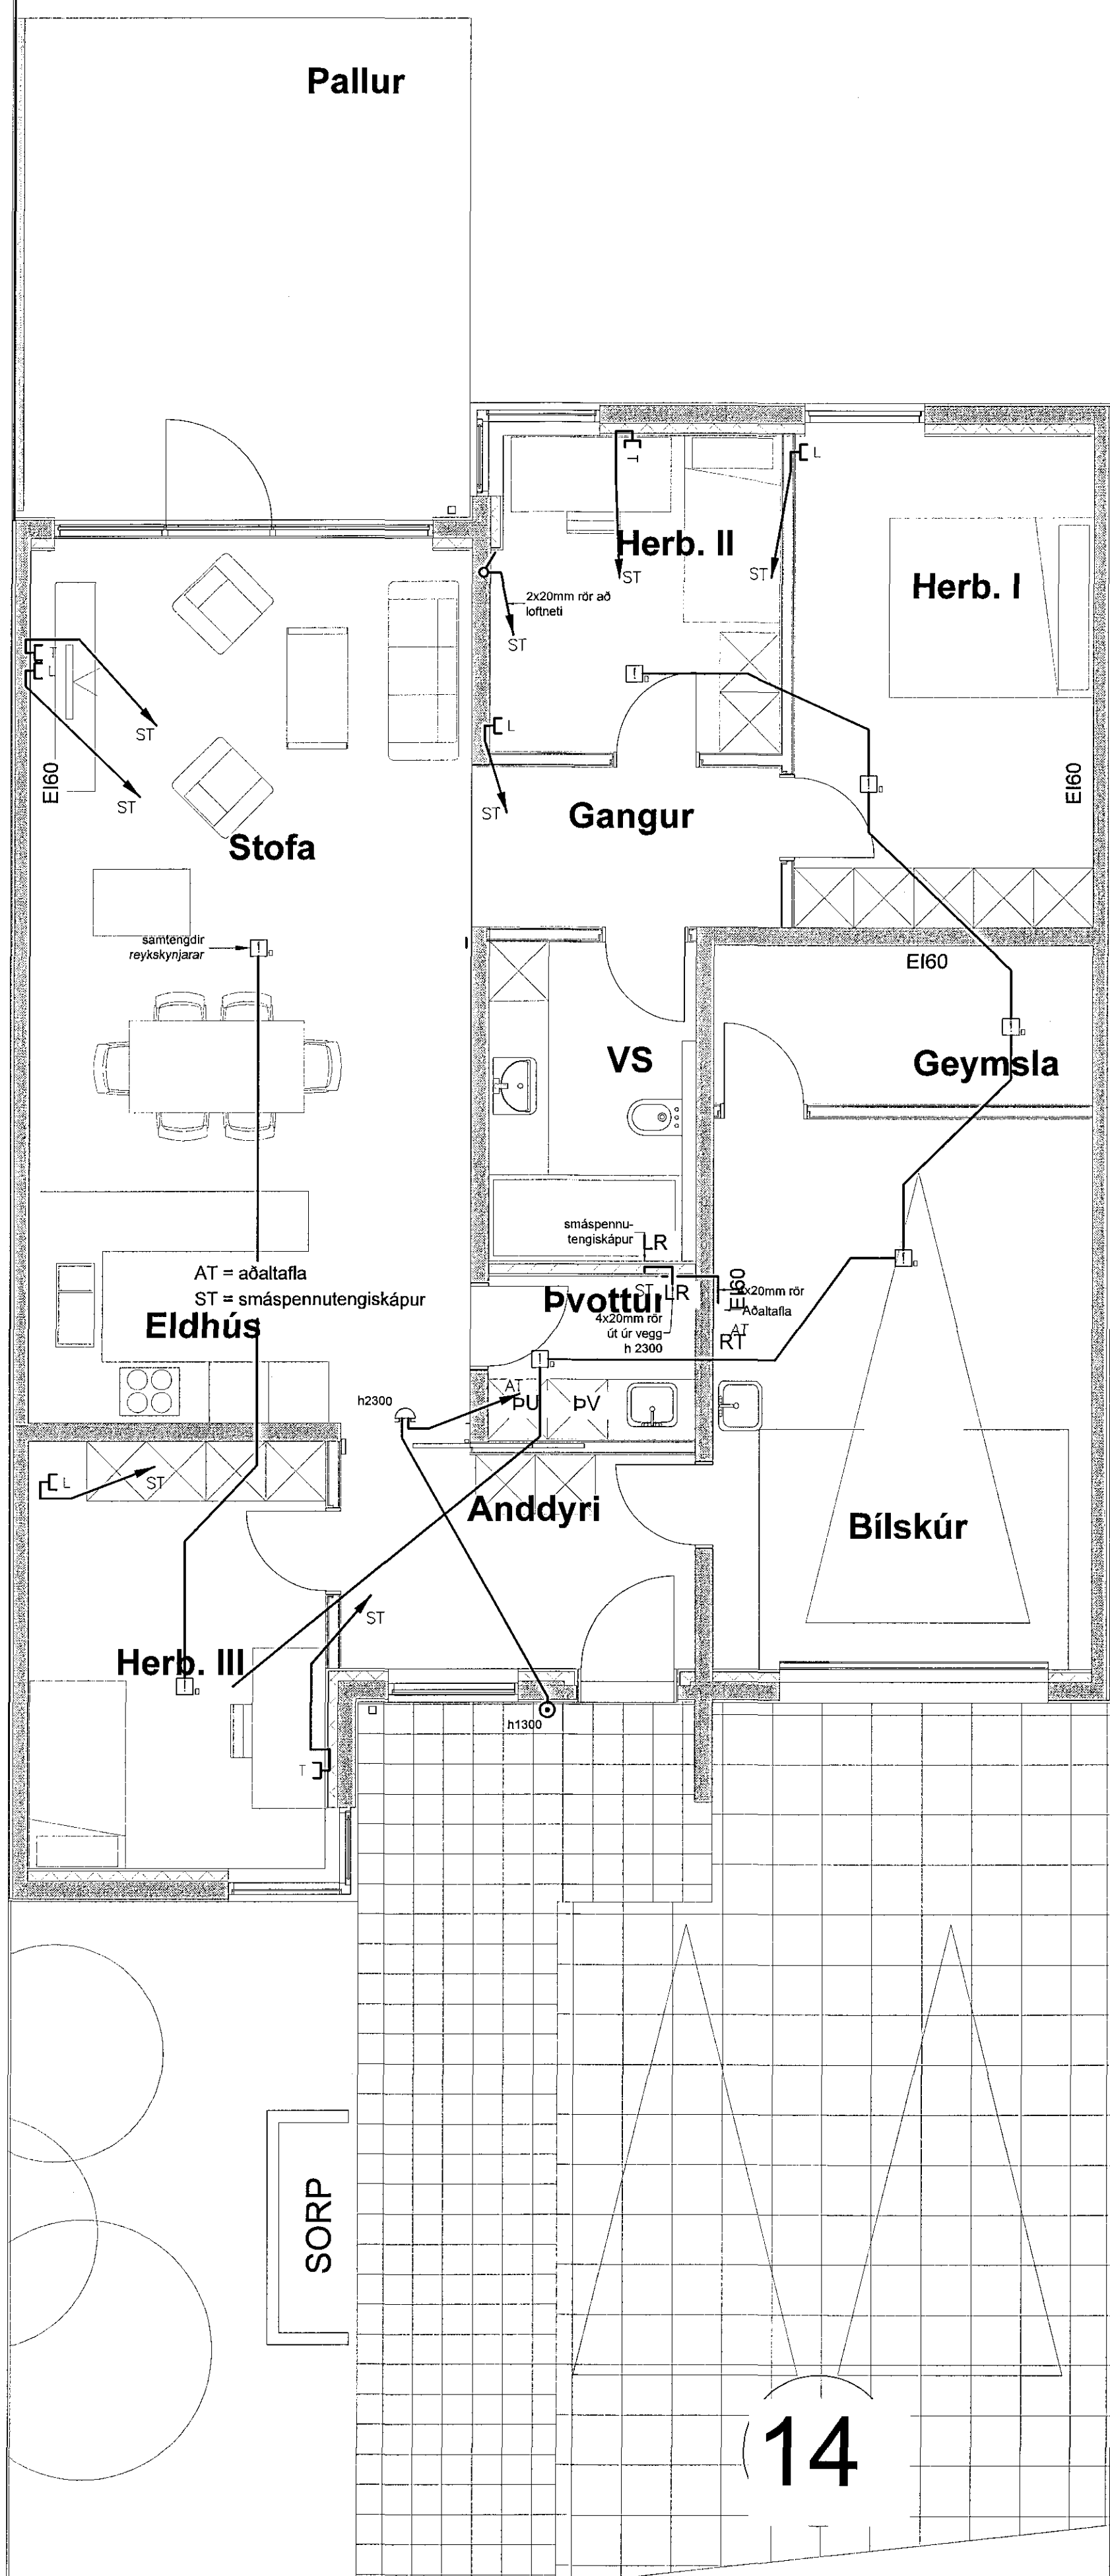 Pallur
T
L
Herb. II
ST
ST
Herb. I
2x20mm rör að
loftneti
ST
T
L
ST
L
EI60
EI60
ST
ST
Gangur
Stofa
samtengdir
reykskynjarar
EI60
VS
Geymsla
smáspennu-
tengiskápur
LR
AT = aðaltafla
ST = smáspennutengiskápur
ST
LR
EI60
Þvottur
Eldhús
4x20mm rör
út úr vegg
h 2300
x20mm rör
Aðaltafla
AT
RT
AT
h2300
ÞU
ÞV
L
ST
Anddyri
Bílskúr
ST
Herb. III
h1300
T
SORP
14